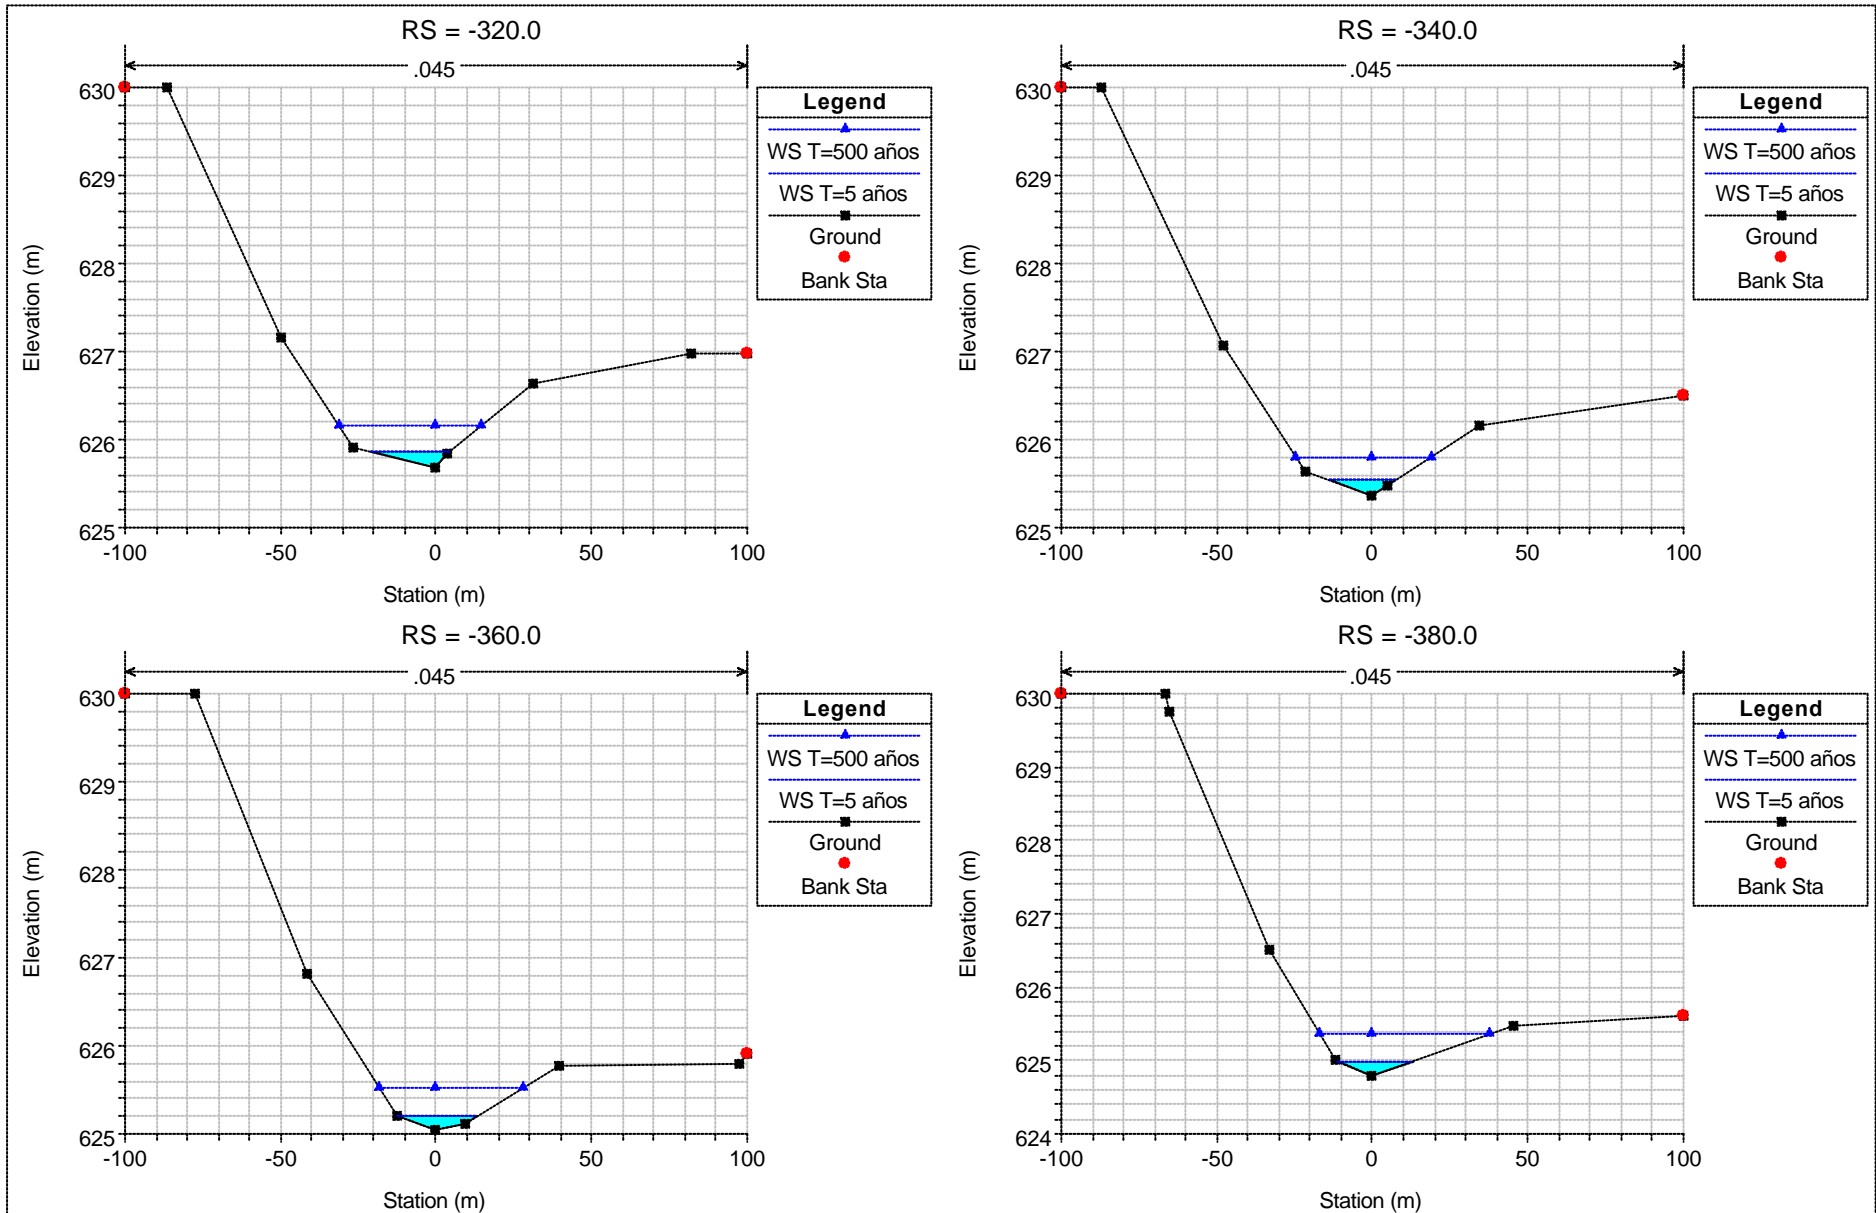 RS = -320.0
.045
630
629
628
627
626
625
-100
-50
0
50
100
Elevation (m)
Station (m)
Legend
WS T=500 años
WS T=5 años
Ground
Bank Sta
RS = -340.0
.045
630
629
628
627
626
625
-100
-50
0
50
100
Elevation (m)
Station (m)
Legend
WS T=500 años
WS T=5 años
Ground
Bank Sta
RS = -360.0
.045
630
629
628
627
626
625
-100
-50
0
50
100
Elevation (m)
Station (m)
Legend
WS T=500 años
WS T=5 años
Ground
Bank Sta
RS = -380.0
.045
630
629
628
627
626
625
624
-100
-50
0
50
100
Elevation (m)
Station (m)
Legend
WS T=500 años
WS T=5 años
Ground
Bank Sta